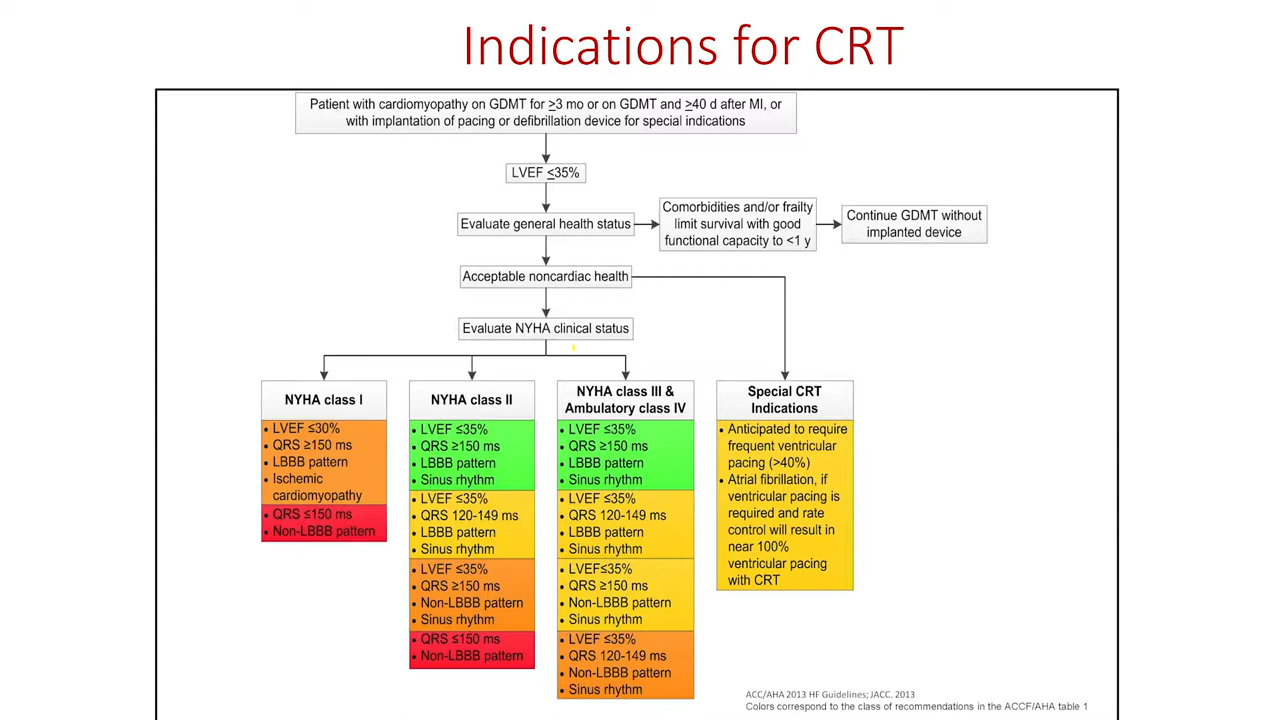 Indications for CRT
Patient with cardiomyopathy on GDMT for ≥3 mo or on GDMT and ≥40 d after MI, or
with implantation of pacing or defibrillation device for special indications
LVEF ≤35%
Evaluate general health status
Comorbidities and/or frailty
limit survival with good
functional capacity to <1 y
Continue GDMT without
implanted device
Acceptable noncardiac health
Evaluate NYHA clinical status
NYHA class I
• LVEF ≤30%
• QRS ≥150 ms
• LBBB pattern
• Ischemic
cardiomyopathy
• QRS ≤150 ms
• Non-LBBB pattern
NYHA class II
• LVEF ≤35%
• QRS ≥150 ms
• LBBB pattern
• Sinus rhythm
• LVEF ≤35%
• QRS 120-149 ms
• LBBB pattern
• Sinus rhythm
• LVEF ≤35%
• QRS ≥150 ms
• Non-LBBB pattern
• Sinus rhythm
• QRS ≤150 ms
• Non-LBBB pattern
NYHA class III &
Ambulatory class IV
• LVEF ≤35%
• QRS ≥150 ms
• LBBB pattern
• Sinus rhythm
• LVEF ≤35%
• QRS 120-149 ms
• LBBB pattern
• Sinus rhythm
• LVEF≤35%
• QRS ≥150 ms
• Non-LBBB pattern
• Sinus rhythm
• LVEF ≤35%
• QRS 120-149 ms
• Non-LBBB pattern
• Sinus rhythm
Special CRT
Indications
• Anticipated to require
frequent ventricular
pacing (>40%)
• Atrial fibrillation, if
ventricular pacing is
required and rate
control will result in
near 100%
ventricular pacing
with CRT
ACC/AHA 2013 HF Guidelines; JACC. 2013
Colors correspond to the class of recommendations in the ACCF/AHA table 1